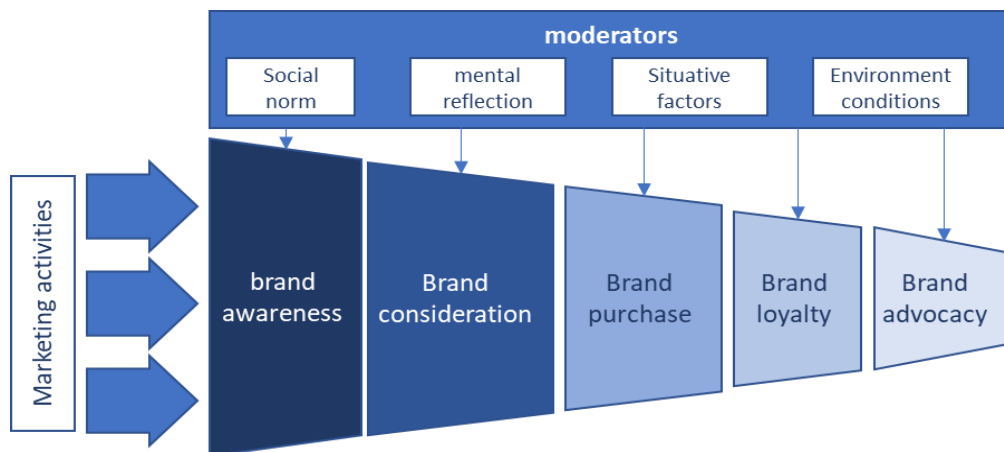 moderators
Social
norm
mental
reflection
Situative
factors
Environment
conditions
Marketing activities
brand
awareness
Brand
consideration
Brand
purchase
Brand
loyalty
Brand
advocacy